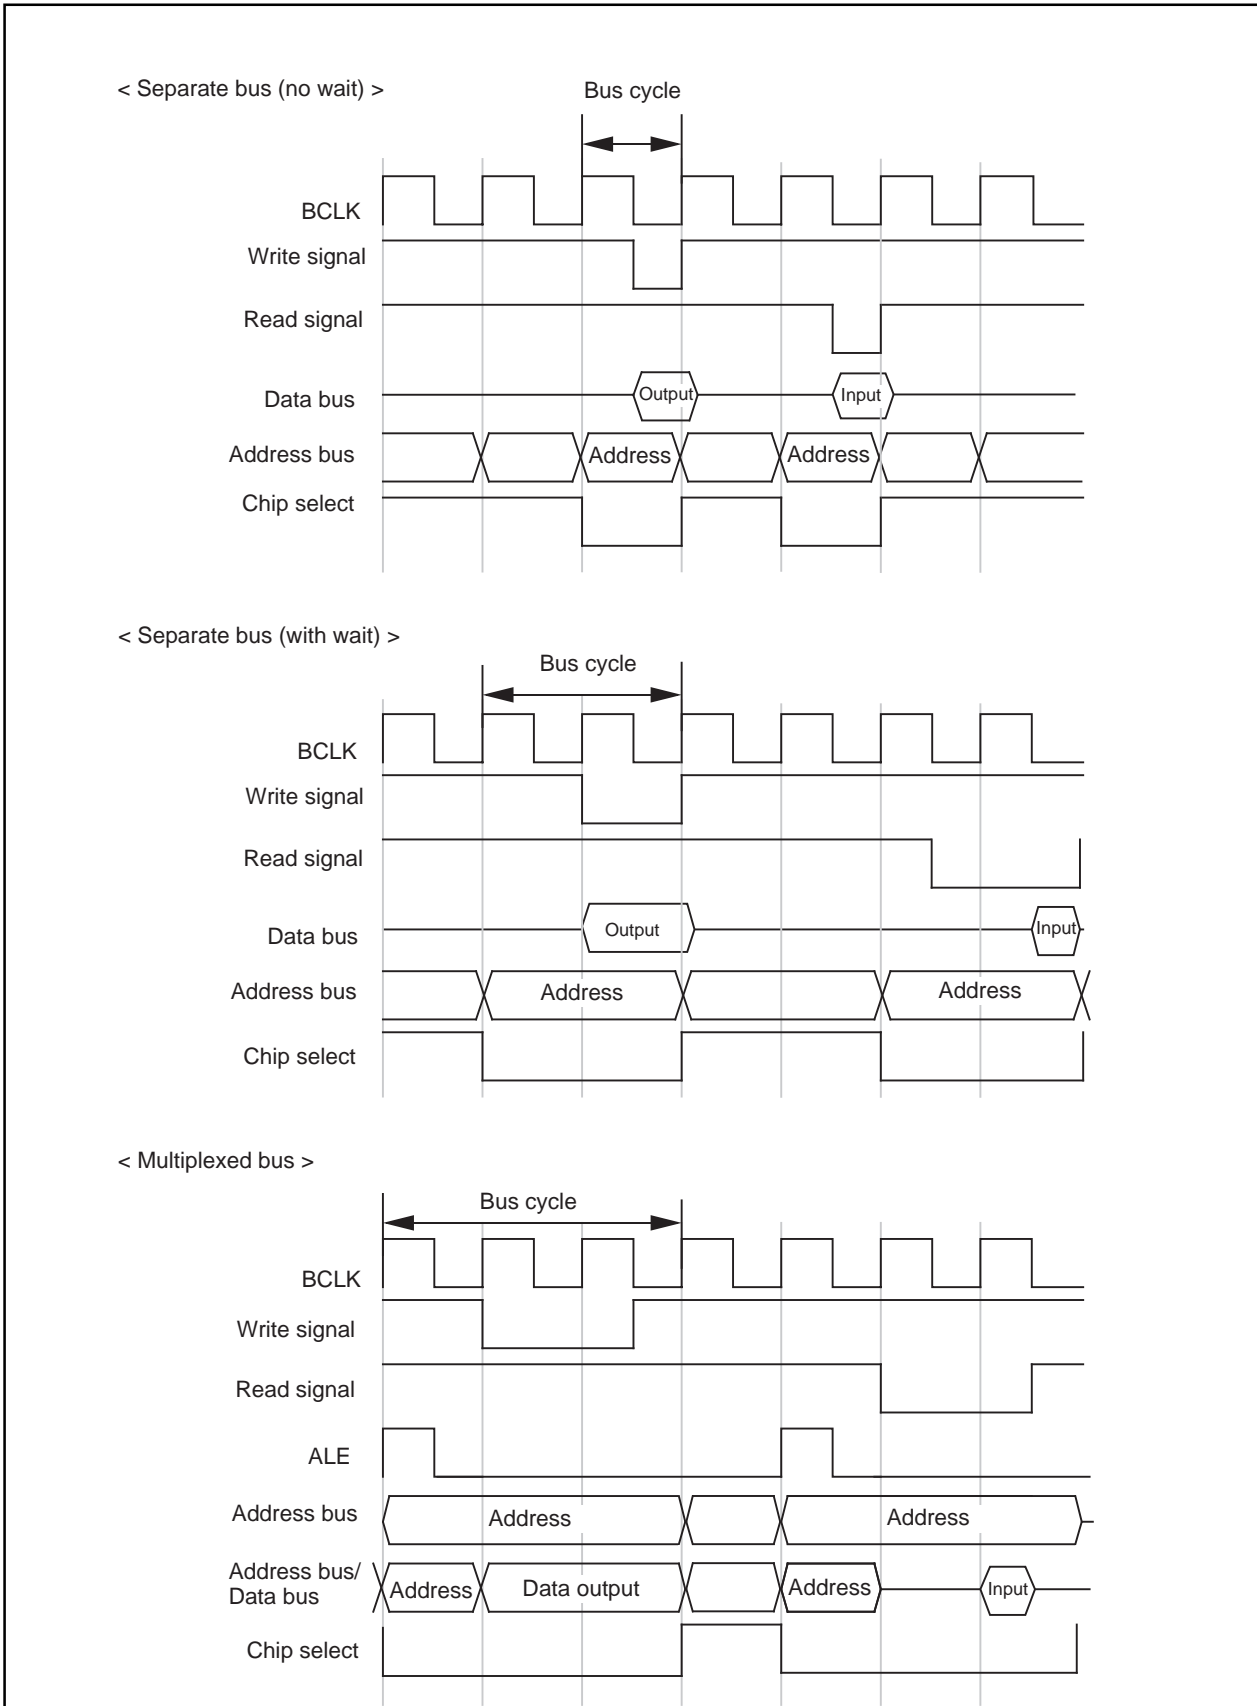 < Separate bus (no wait) >
Bus cycle
BCLK
Write signal
Read signal
Data bus
Output
Input
Address bus
Address
Address
Chip select
< Separate bus (with wait) >
Bus cycle
BCLK
Write signal
Read signal
Data bus
Output
Input
Address bus
Address
Address
Chip select
< Multiplexed bus >
Bus cycle
BCLK
Write signal
Read signal
ALE
Address bus
Address
Address
Address bus/
Data bus
Address
Data output
Address
Input
Chip select